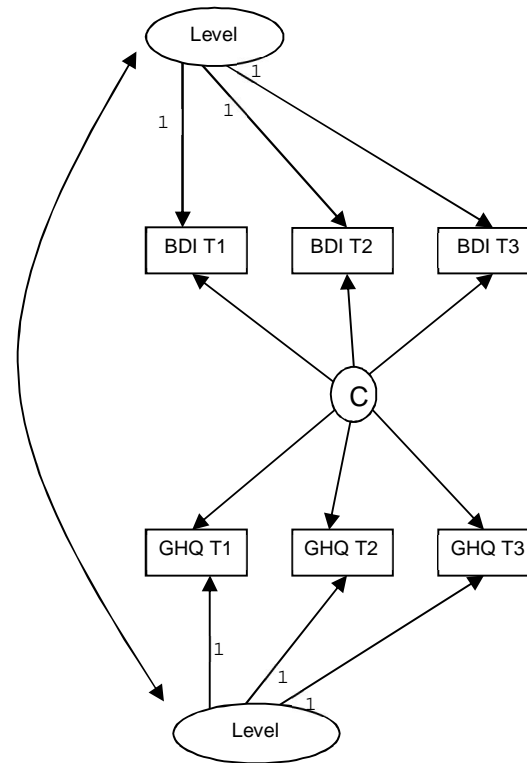 Level
1
1
1
BDI T1
BDI T2
BDI T3
C
GHQ T1
GHQ T2
GHQ T3
1
1
1
Level